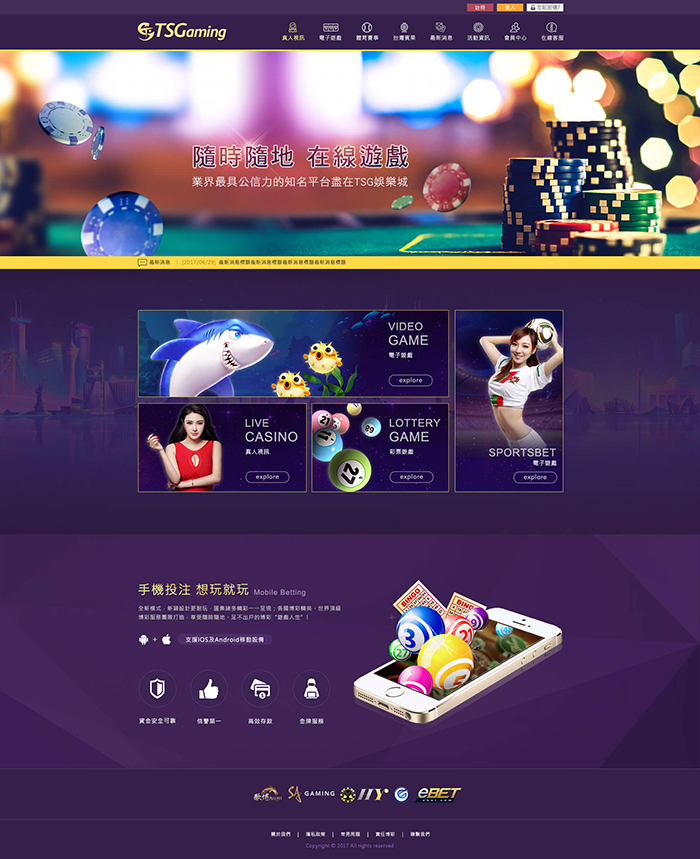 註冊 登入 忘記密碼?
TSGaming
真人視訊 電子遊戲 體育賽事 台灣賓果 最新消息 活動資訊 會員中心 在線客服
隨時隨地 在線遊戲
業界最具公信力的知名平台盡在TSG娛樂城
最新消息 | [2017/06/29] 最新消息標題最新消息標題最新消息標題最新消息標題
VIDEO
GAME
電子遊戲
explore
LIVE
CASINO
真人視訊
explore
LOTTERY
GAME
彩票遊戲
explore
SPORTSBET
電子遊戲
explore
手機投注 想玩就玩 Mobile Betting
全新模式,新穎設計更耐玩,匯集諸多精彩一一呈現;各國博彩精英、世界頂級
博彩服務團隊打造,享受隨時隨地,足不出戶的博彩“遊戲人生”!
支援IOS及Android移動設備
BINGO
BINGO
資金安全可靠 信譽第一 高效存款 金牌服務
歐博 SA GAMING HY G eBET
ebet.com
關於我們 | 隱私政策 | 常見問題 | 責任博彩 | 聯繫我們
Copyright © 2017 All rights reserved